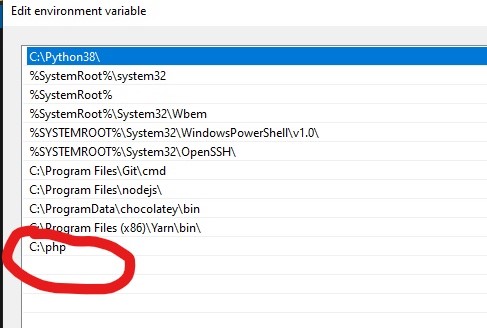 Edit environment variable
C:\Python38\
%SystemRoot%\system32
%SystemRoot%
%SystemRoot%\System32\Wbem
%SYSTEMROOT%\System32\WindowsPowerShell\v1.0\
%SYSTEMROOT%\System32\OpenSSH\
C:\Program Files\Git\cmd
C:\Program Files\nodejs\
C:\ProgramData\chocolatey\bin
C:\Program Files (x86)\Yarn\bin\
C:\php